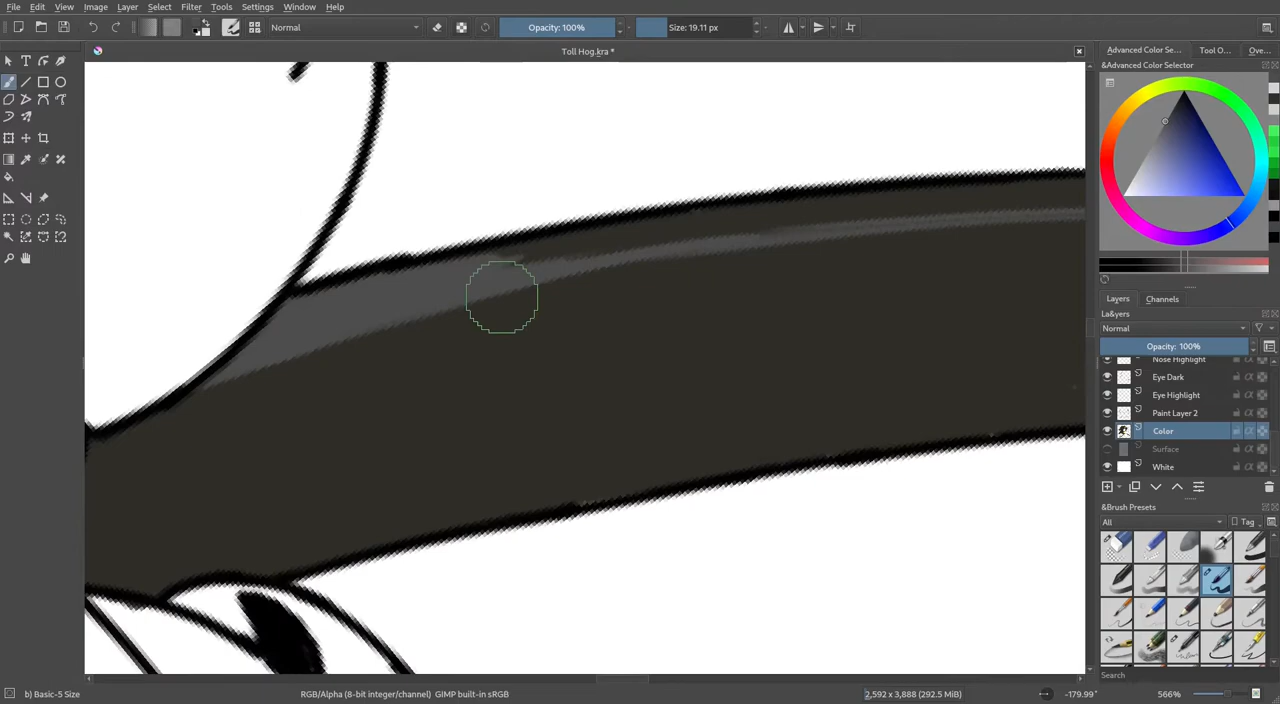 File Edit View Image Layer Select Filter Tools Settings Window Help
Normal Opacity: 100% Size: 19.11 px
Toll Hog.kra *
Advanced Color Se... Tool O... Ove...
&Advanced Color Selector
Layers Channels
La&yers
Normal
Opacity: 100%
Nose Highlight
Eye Dark
Eye Highlight
Paint Layer 2
Color
Surface
White
&Brush Presets
All Tag
Search
b) Basic-5 Size RGB/Alpha (8-bit integer/channel) GIMP built-in sRGB 2,592 x 3,888 (292.5 MiB) -179.99° 566%